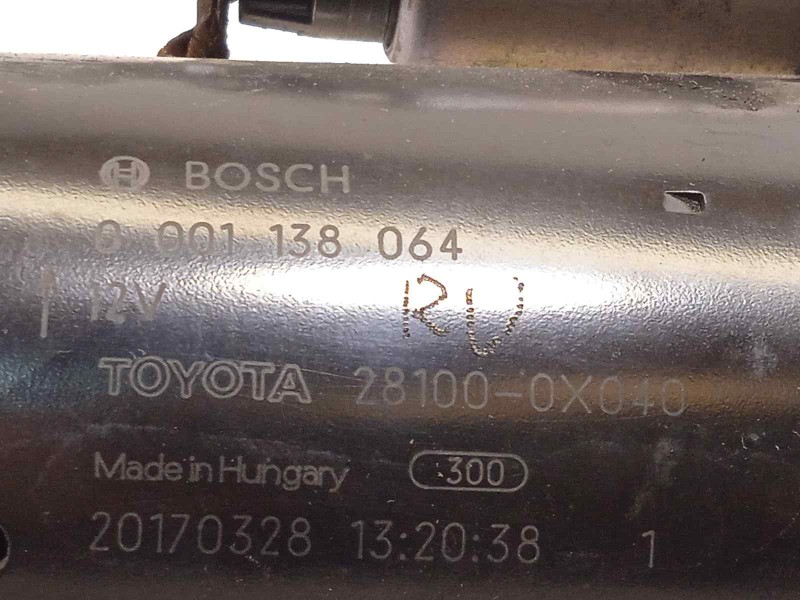 BOSCH
0 001 138 064
12V
RU
TOYOTA 28100-0X040
Made in Hungary 300
20170328 13:20:38 1